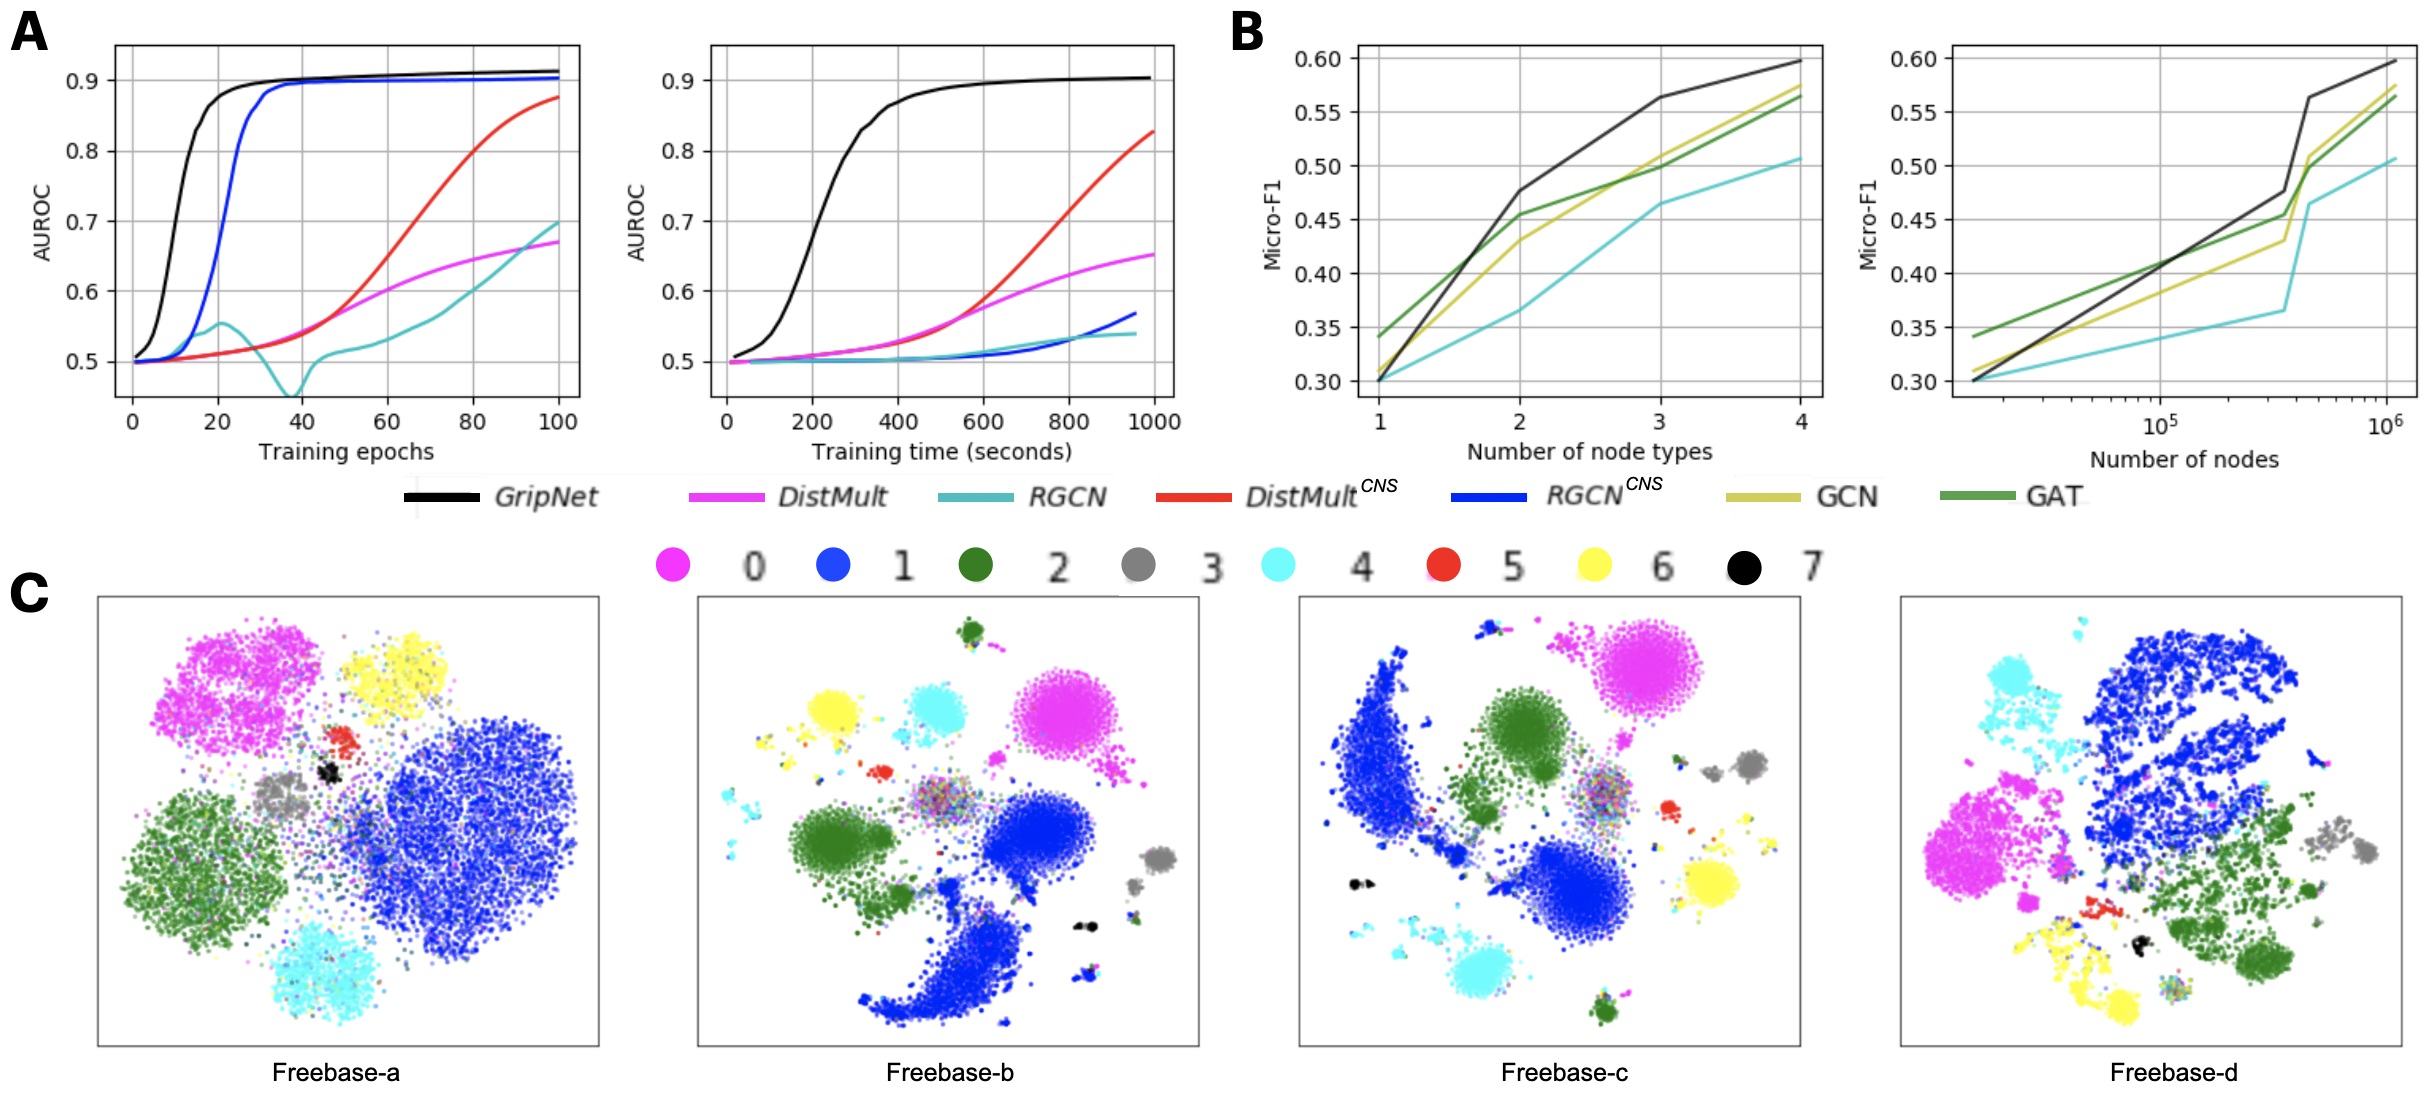 A
B
0.9
0.8
0.7
0.6
0.5
AUROC
0 20 40 60 80 100
Training epochs
0.9
0.8
0.7
0.6
0.5
AUROC
0 200 400 600 800 1000
Training time (seconds)
0.60
0.55
0.50
0.45
0.40
0.35
0.30
Micro-F1
1 2 3 4
Number of node types
0.60
0.55
0.50
0.45
0.40
0.35
0.30
Micro-F1
10^5 10^6
Number of nodes
GripNet DistMult RGCN DistMult^CNS RGCN^CNS GCN GAT
0 1 2 3 4 5 6 7
C
Freebase-a Freebase-b Freebase-c Freebase-d